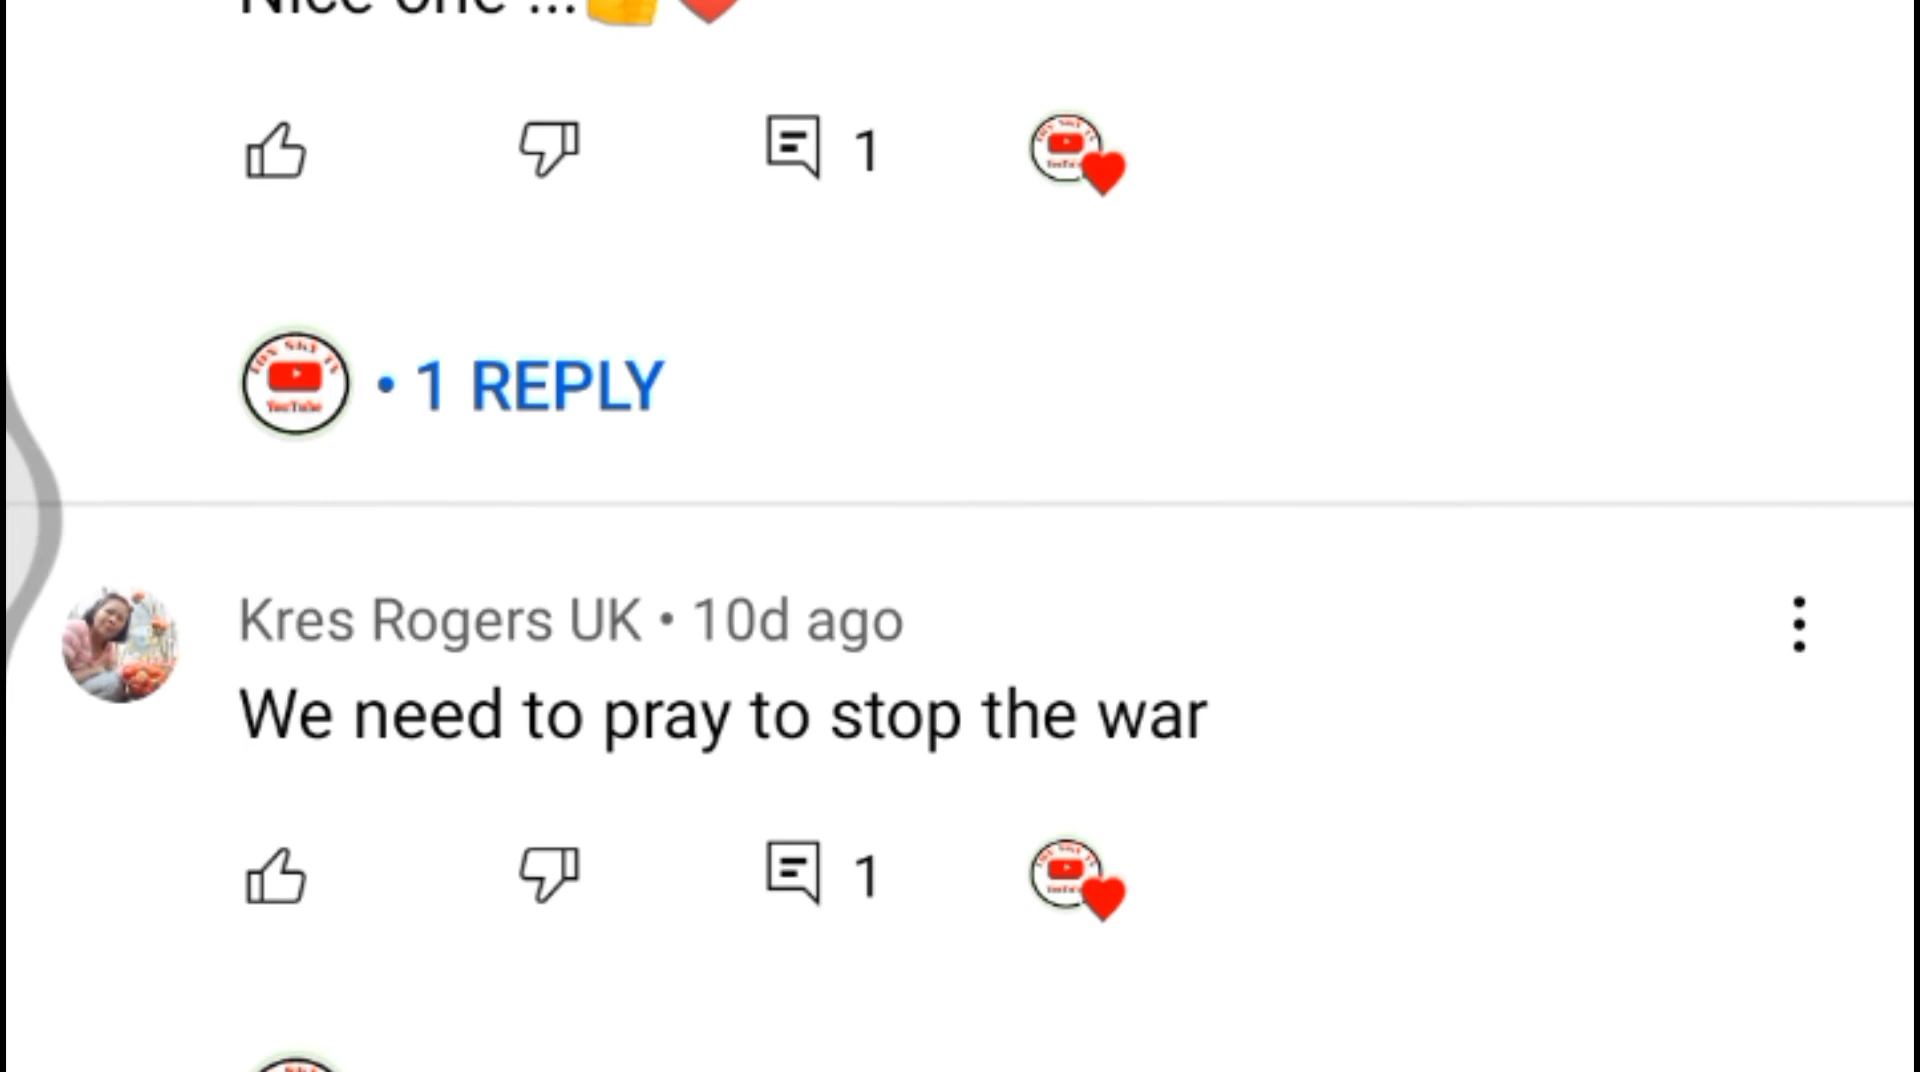 Nice one ...👍❤️
1
• 1 REPLY
Kres Rogers UK • 10d ago
We need to pray to stop the war
1